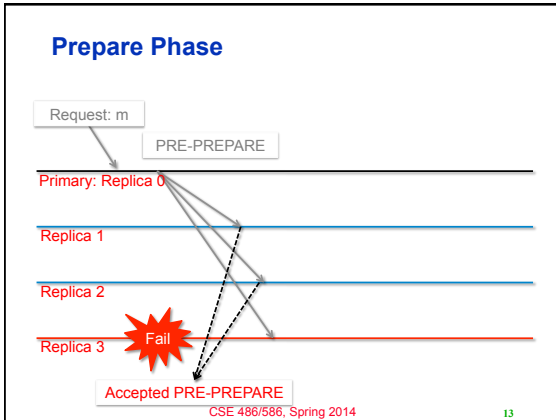 Prepare Phase
Request: m
PRE-PREPARE
Primary: Replica 0
Replica 1
Replica 2
Replica 3
Fail
Accepted PRE-PREPARE
CSE 486/586, Spring 2014
13